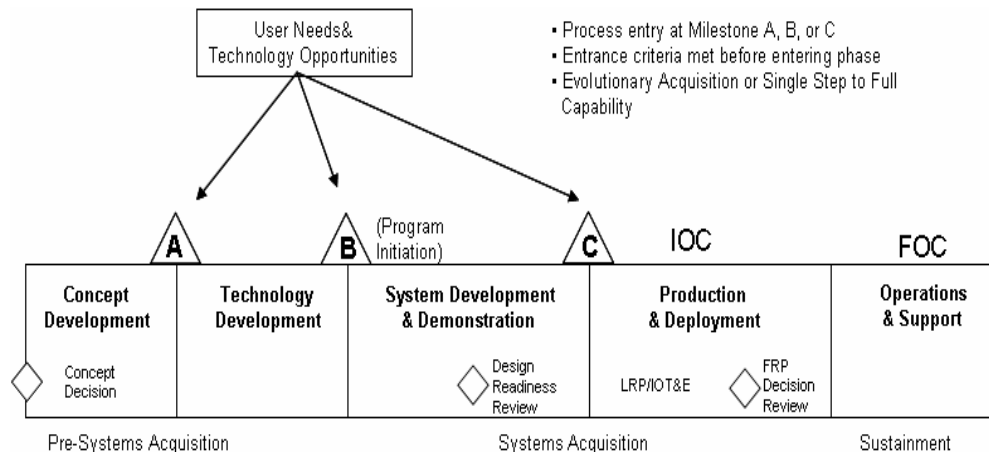 User Needs&
Technology Opportunities
▪ Process entry at Milestone A, B, or C
▪ Entrance criteria met before entering phase
▪ Evolutionary Acquisition or Single Step to Full
Capability
A
B
(Program
Initiation)
C
IOC
FOC
Concept
Development
Technology
Development
System Development
& Demonstration
Production
& Deployment
Operations
& Support
Concept
Decision
Design
Readiness
Review
LRP/IOT&E
FRP
Decision
Review
Pre-Systems Acquisition
Systems Acquisition
Sustainment